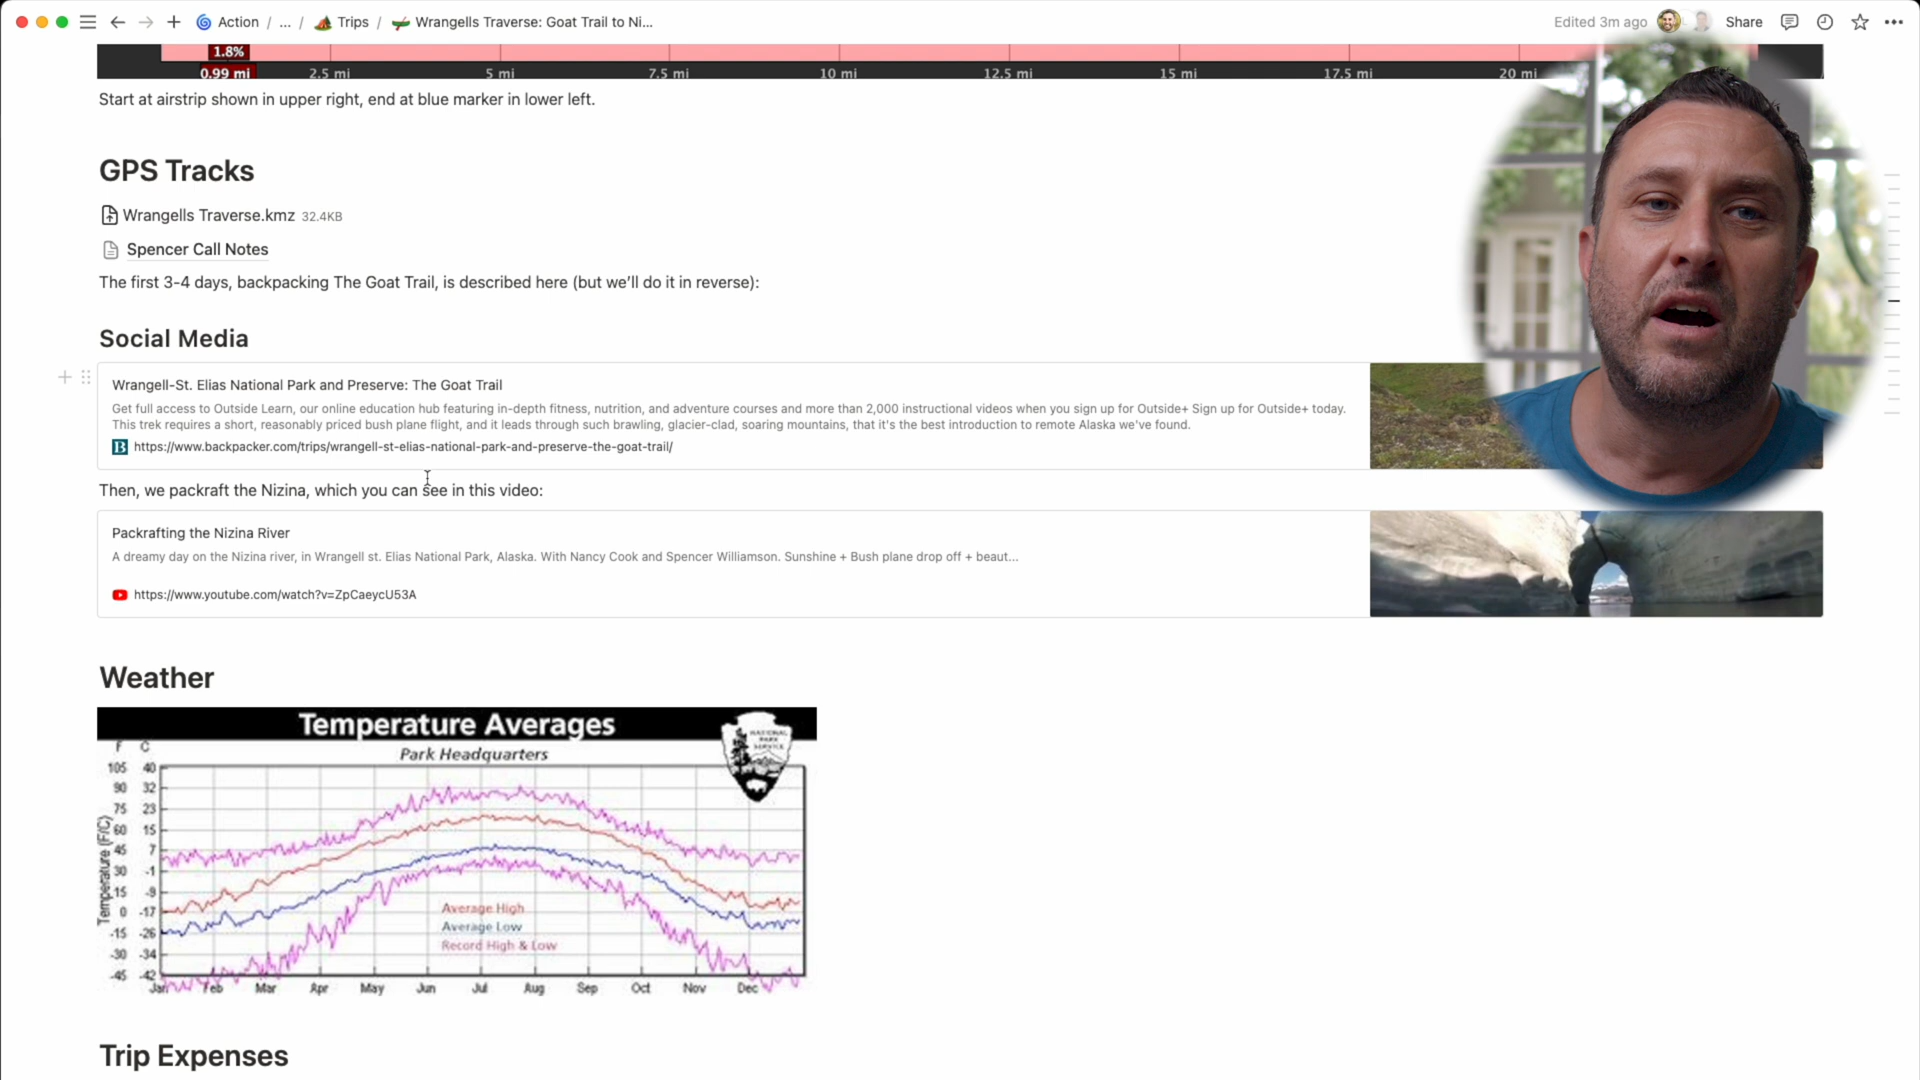 Action / ... / Trips / Wrangells Traverse: Goat Trail to Ni...
Edited 3m ago Share
1.8%
0.99 mi 2.5 mi 5 mi 7.5 mi 10 mi 12.5 mi 15 mi 17.5 mi 20 mi
Start at airstrip shown in upper right, end at blue marker in lower left.
GPS Tracks
Wrangells Traverse.kmz 32.4KB
Spencer Call Notes
The first 3-4 days, backpacking The Goat Trail, is described here (but we’ll do it in reverse):
Social Media
Wrangell-St. Elias National Park and Preserve: The Goat Trail
Get full access to Outside Learn, our online education hub featuring in-depth fitness, nutrition, and adventure courses and more than 2,000 instructional videos when you sign up for Outside+ Sign up for Outside+ today.
This trek requires a short, reasonably priced bush plane flight, and it leads through such brawling, glacier-clad, soaring mountains, that it's the best introduction to remote Alaska we've found.
B https://www.backpacker.com/trips/wrangell-st-elias-national-park-and-preserve-the-goat-trail/
Then, we packraft the Nizina, which you can see in this video:
Packrafting the Nizina River
A dreamy day on the Nizina river, in Wrangell st. Elias National Park, Alaska. With Nancy Cook and Spencer Williamson. Sunshine + Bush plane drop off + beaut...
https://www.youtube.com/watch?v=ZpCaeycU53A
Weather
Temperature Averages
Park Headquarters
NATIONAL
PARK
SERVICE
F C
105 40
90 32
75 23
60 15
45 7
30 -1
15 -9
0 -17
-15 -26
-30 -34
-45 -42
Temperature (F/C)
Average High
Average Low
Record High & Low
Jan Feb Mar Apr May Jun Jul Aug Sep Oct Nov Dec
Trip Expenses